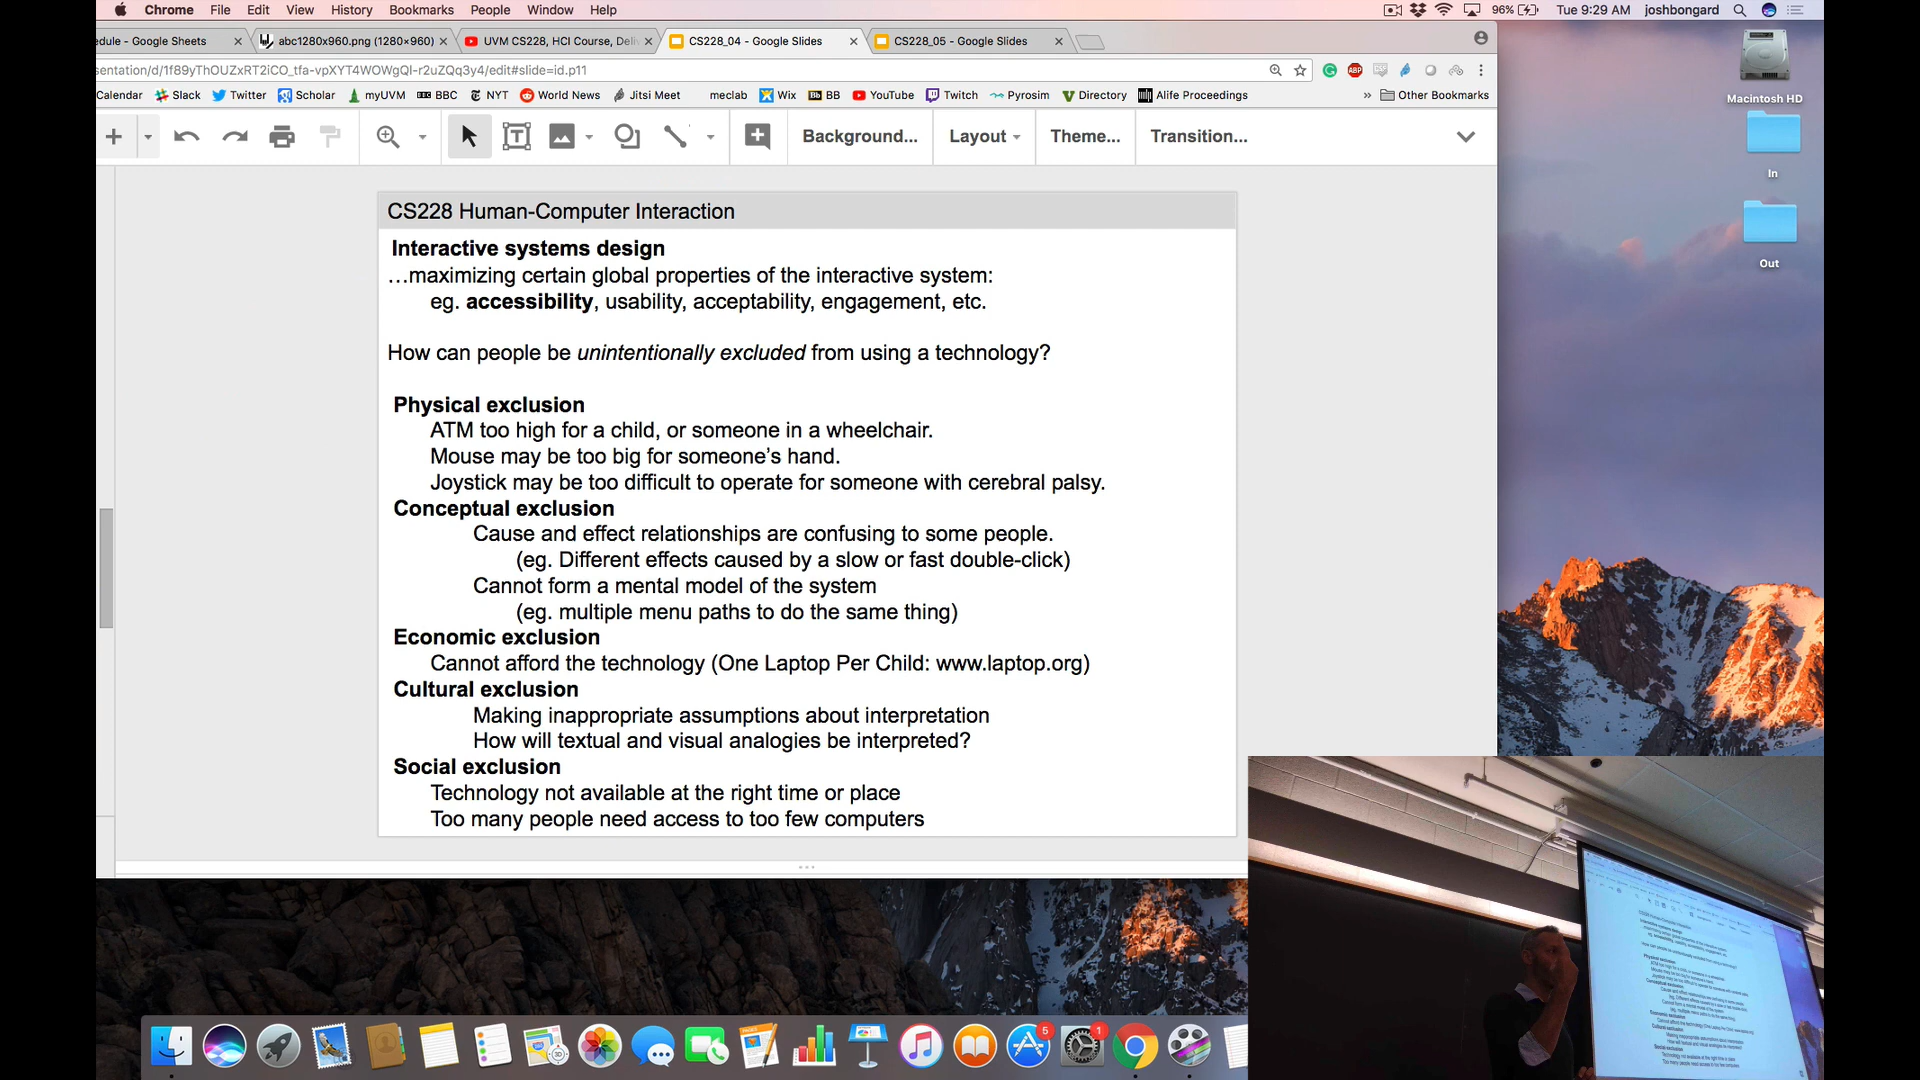 Chrome File Edit View History Bookmarks People Window Help 96% Tue 9:29 AM joshbongard
edule - Google Sheets abc1280x960.png (1280×960) UVM CS228, HCI Course, Deli CS228_04 - Google Slides CS228_05 - Google Slides
sentation/d/1f89yThOUZxRT2iCO_tfa-vpXYT4WOWgQI-r2uZQq3y4/edit#slide=id.p11
Calendar Slack Twitter Scholar myUVM BBC NYT World News Jitsi Meet meclab Wix BB YouTube Twitch Pyrosim Directory Alife Proceedings » Other Bookmarks
Background... Layout Theme... Transition...
Macintosh HD
In
Out
CS228 Human-Computer Interaction
Interactive systems design
…maximizing certain global properties of the interactive system:
eg. accessibility, usability, acceptability, engagement, etc.
How can people be unintentionally excluded from using a technology?
Physical exclusion
ATM too high for a child, or someone in a wheelchair.
Mouse may be too big for someone’s hand.
Joystick may be too difficult to operate for someone with cerebral palsy.
Conceptual exclusion
Cause and effect relationships are confusing to some people.
(eg. Different effects caused by a slow or fast double-click)
Cannot form a mental model of the system
(eg. multiple menu paths to do the same thing)
Economic exclusion
Cannot afford the technology (One Laptop Per Child: www.laptop.org)
Cultural exclusion
Making inappropriate assumptions about interpretation
How will textual and visual analogies be interpreted?
Social exclusion
Technology not available at the right time or place
Too many people need access to too few computers
5
1